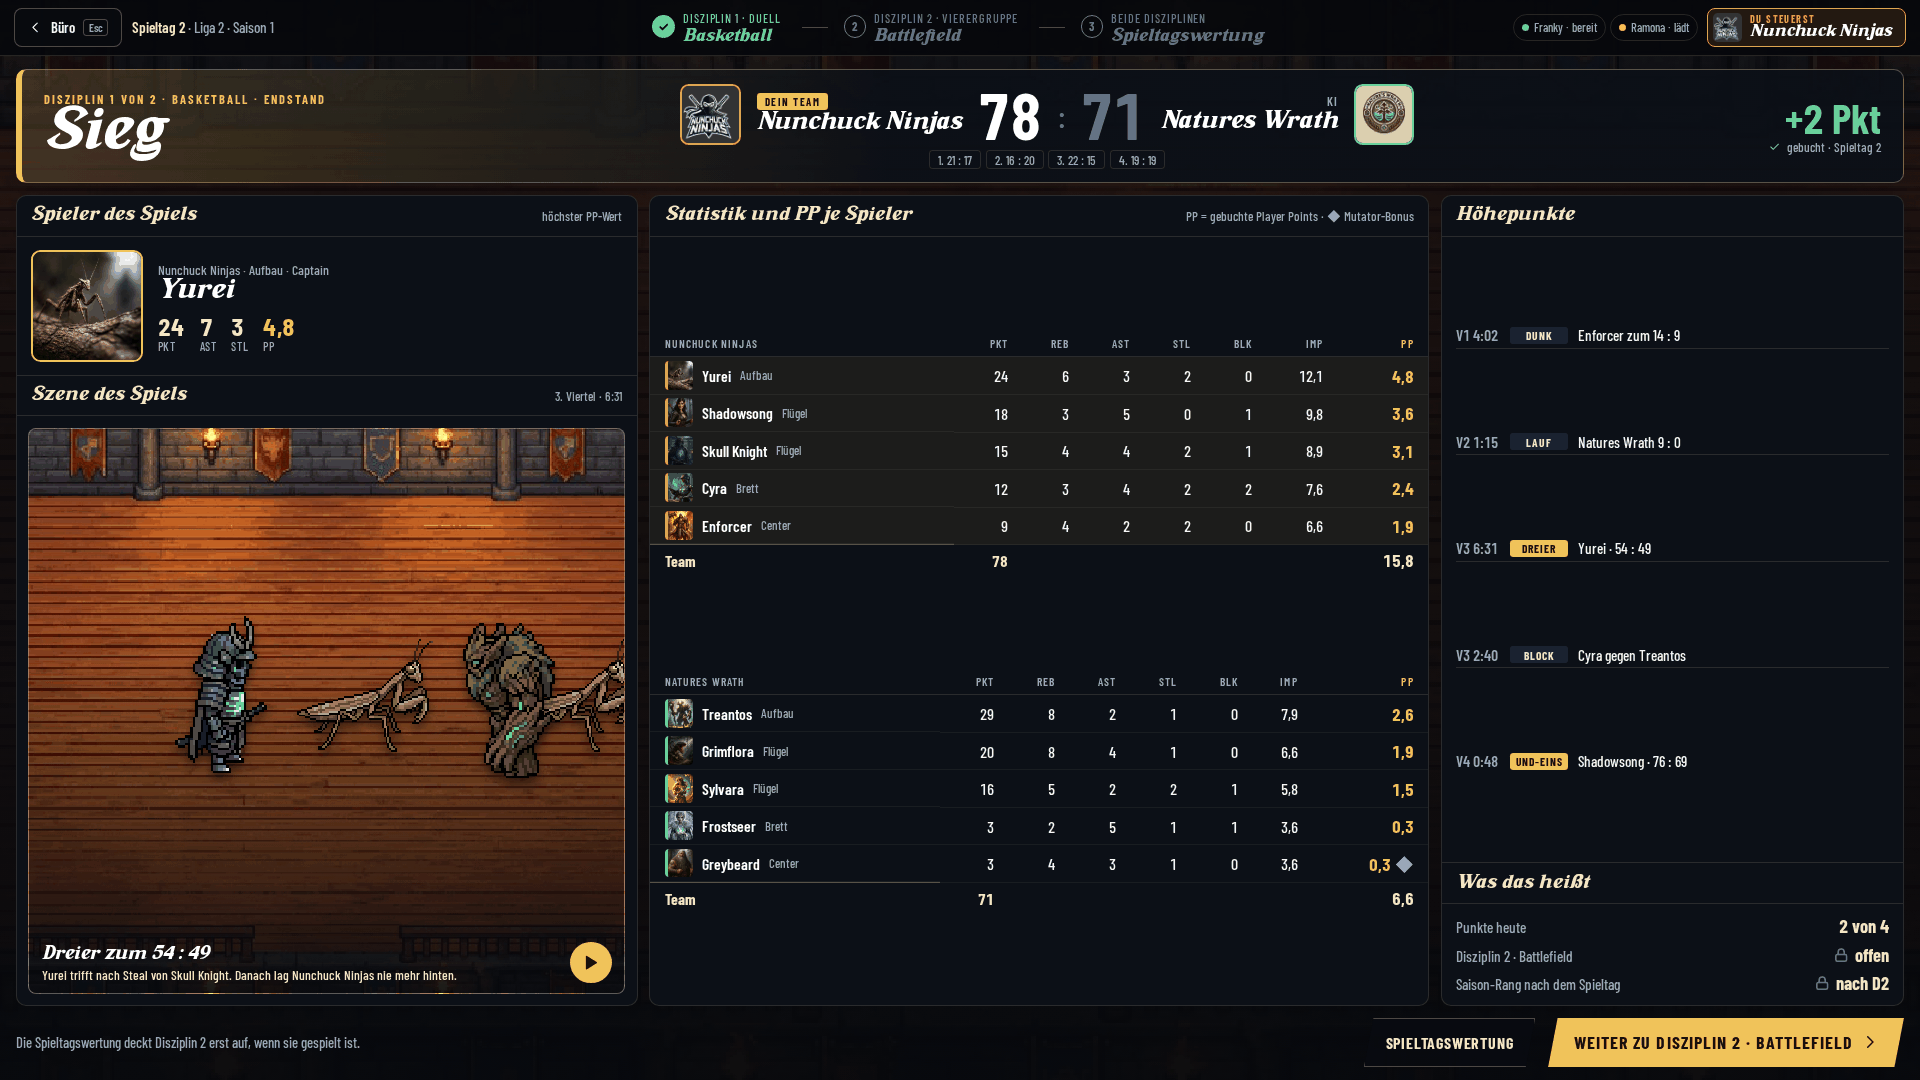 Büro Esc Spieltag 2 · Liga 2 · Saison 1
DISZIPLIN 1 · DUELL
Basketball
2 DISZIPLIN 2 · VIERERGRUPPE
Battlefield
3 BEIDE DISZIPLINEN
Spieltagswertung
Franky · bereit
Ramona · lädt
DU STEUERST
Nunchuck Ninjas
DISZIPLIN 1 VON 2 · BASKETBALL · ENDSTAND
Sieg
DEIN TEAM
Nunchuck Ninjas 78 : 71 Natures Wrath
KI
1. 21 : 17
2. 16 : 20
3. 22 : 15
4. 19 : 19
+2 Pkt
gebucht · Spieltag 2
Spieler des Spiels
höchster PP-Wert
Nunchuck Ninjas · Aufbau · Captain
Yurei
24 7 3 4,8
PKT AST STL PP
Szene des Spiels
3. Viertel · 6:31
Dreier zum 54 : 49
Yurei trifft nach Steal von Skull Knight. Danach lag Nunchuck Ninjas nie mehr hinten.
Statistik und PP je Spieler
PP = gebuchte Player Points · ◆ Mutator-Bonus
NUNCHUCK NINJAS PKT REB AST STL BLK IMP PP
Yurei Aufbau 24 6 3 2 0 12,1 4,8
Shadowsong Flügel 18 3 5 0 1 9,8 3,6
Skull Knight Flügel 15 4 4 2 1 8,9 3,1
Cyra Brett 12 3 4 2 2 7,6 2,4
Enforcer Center 9 4 2 2 0 6,6 1,9
Team 78 15,8
NATURES WRATH PKT REB AST STL BLK IMP PP
Treantos Aufbau 29 8 2 1 0 7,9 2,6
Grimflora Flügel 20 8 4 1 0 6,6 1,9
Sylvara Flügel 16 5 2 2 1 5,8 1,5
Frostseer Brett 3 2 5 1 1 3,6 0,3
Greybeard Center 3 4 3 1 0 3,6 0,3 ◆
Team 71 6,6
Höhepunkte
V1 4:02 DUNK Enforcer zum 14 : 9
V2 1:15 LAUF Natures Wrath 9 : 0
V3 6:31 DREIER Yurei · 54 : 49
V3 2:40 BLOCK Cyra gegen Treantos
V4 0:48 UND-EINS Shadowsong · 76 : 69
Was das heißt
Punkte heute 2 von 4
Disziplin 2 · Battlefield offen
Saison-Rang nach dem Spieltag nach D2
Die Spieltagswertung deckt Disziplin 2 erst auf, wenn sie gespielt ist.
SPIELTAGSWERTUNG
WEITER ZU DISZIPLIN 2 · BATTLEFIELD